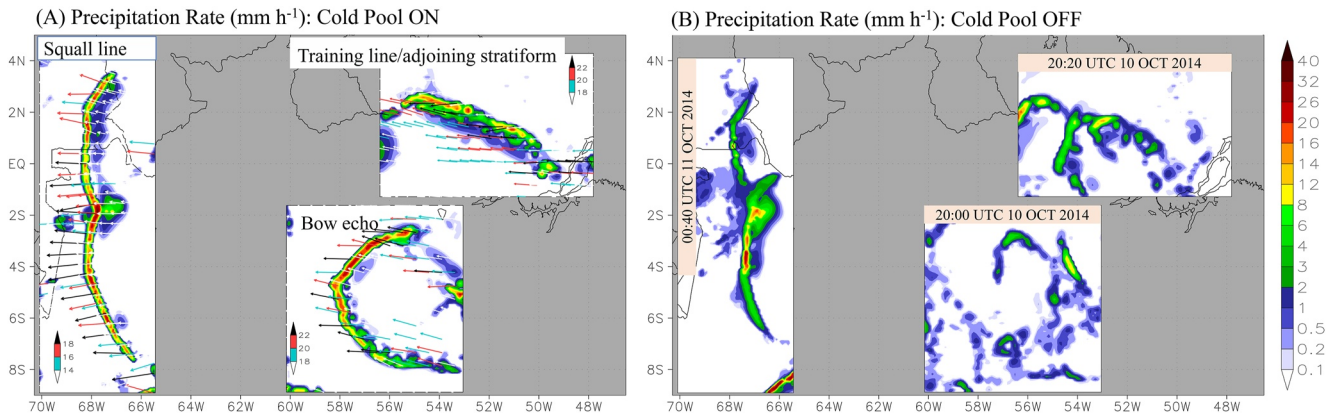 (A) Precipitation Rate (mm h⁻¹): Cold Pool ON
(B) Precipitation Rate (mm h⁻¹): Cold Pool OFF
Squall line
Training line/adjoining stratiform
Bow echo
4N
2N
EQ
2S
4S
6S
8S
70W 68W 66W 64W 62W 60W 58W 56W 54W 52W 50W 48W
18
16
14
22
20
18
22
20
18
00:40 UTC 11 OCT 2014
20:20 UTC 10 OCT 2014
20:00 UTC 10 OCT 2014
4N
2N
EQ
2S
4S
6S
8S
70W 68W 66W 64W 62W 60W 58W 56W 54W 52W 50W 48W
40
32
26
20
16
14
12
8
6
4
3
2
1
0.5
0.2
0.1